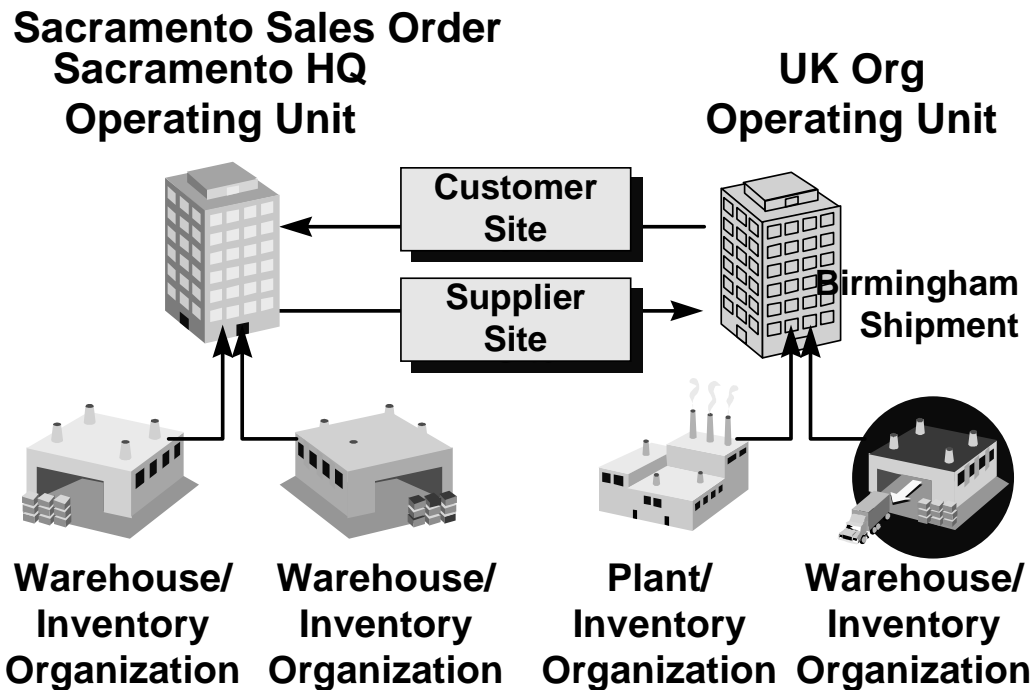 Sacramento Sales Order
Sacramento HQ
Operating Unit
UK Org
Operating Unit
Customer
Site
Supplier
Site
Birmingham
Shipment
Warehouse/
Inventory
Organization
Warehouse/
Inventory
Organization
Plant/
Inventory
Organization
Warehouse/
Inventory
Organization